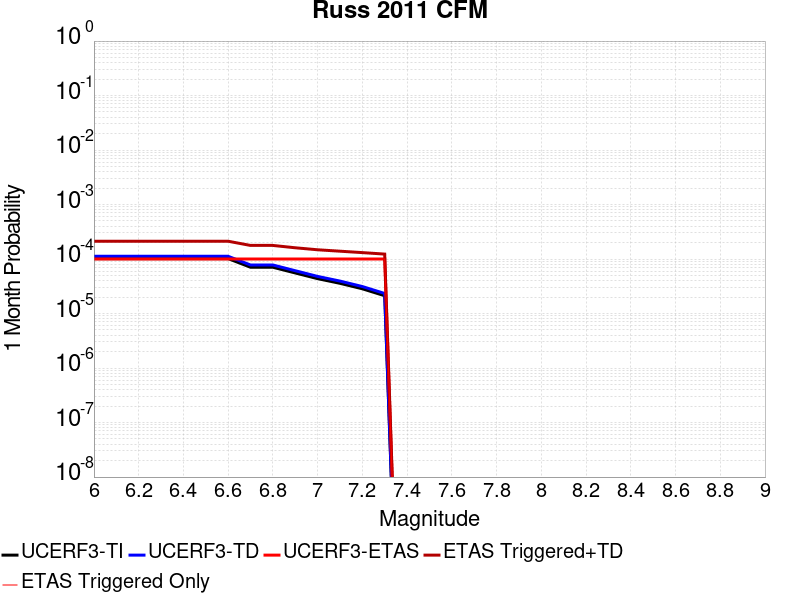 Russ 2011 CFM
10^0
10^-1
10^-2
10^-3
10^-4
10^-5
10^-6
10^-7
10^-8
1 Month Probability
6 6.2 6.4 6.6 6.8 7 7.2 7.4 7.6 7.8 8 8.2 8.4 8.6 8.8 9
Magnitude
UCERF3-TI UCERF3-TD UCERF3-ETAS ETAS Triggered+TD
ETAS Triggered Only